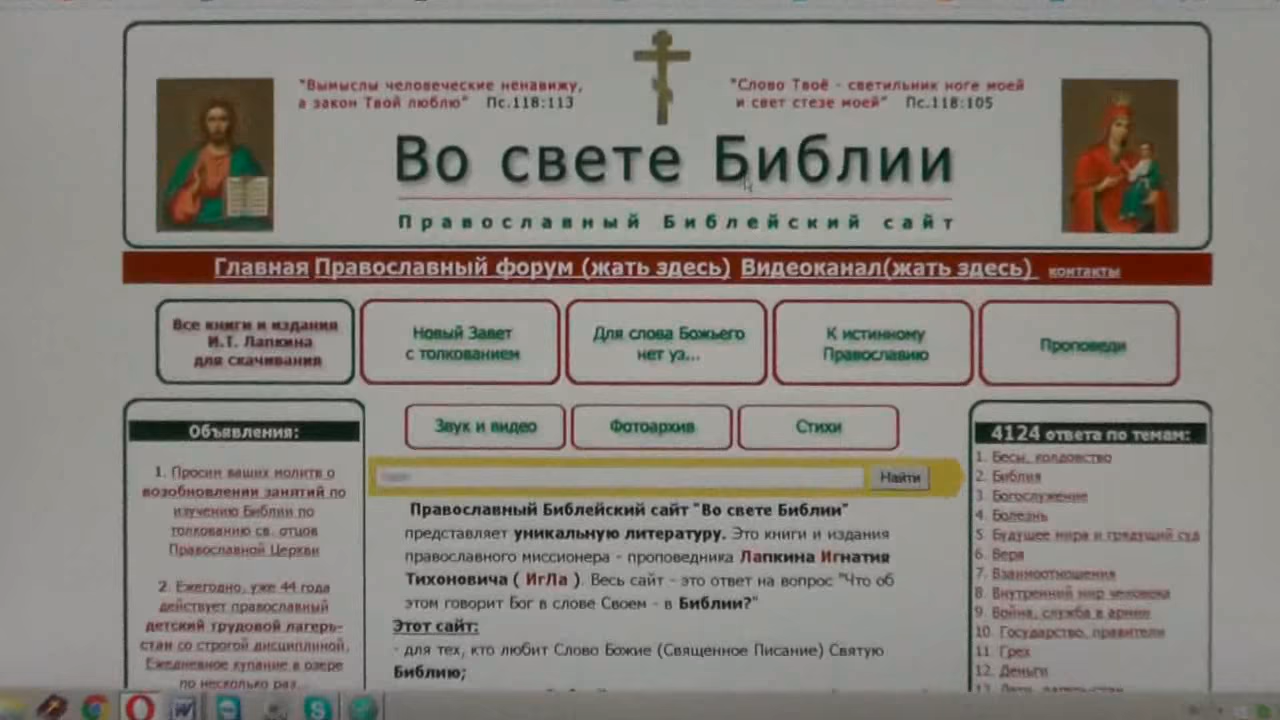 "Вымыслы человеческие ненавижу,
а закон Твой люблю" Пс.118:113
"Слово Твоё - светильник ноге моей
и свет стезе моей" Пс.118:105
Во свете Библии
Православный Библейский сайт
Главная Православный форум (жать здесь) Видеоканал(жать здесь) контакты
Все книги и издания
И.Т. Лапкина
для скачивания
Новый Завет
с толкованием
Для слова Божьего
нет уз...
К истинному
Православию
Проповеди
Звук и видео
Фотоархив
Стихи
Объявления:
1. Просим ваших молитв о
возобновлении занятий по
изучению Библии по
толкованию св. отцов
Православной Церкви
2. Ежегодно, уже 44 года
действует православный
детский трудовой лагерь-
стан со строгой дисциплиной.
Ежедневное купание в озере
по несколько раз...
Найти
Православный Библейский сайт "Во свете Библии"
представляет уникальную литературу. Это книги и издания
православного миссионера - проповедника Лапкина Игнатия
Тихоновича ( ИгЛа ). Весь сайт - это ответ на вопрос "Что об
этом говорит Бог в слове Своем - в Библии?"
Этот сайт:
- для тех, кто любит Слово Божие (Священное Писание) Святую
Библию;
4124 ответа по темам:
1. Бесы, колдовство
2. Библия
3. Богослужение
4. Болезнь
5. Будущее мира и грядущий суд
6. Вера
7. Взаимоотношения
8. Внутренний мир человека
9. Война, служба в армии
10. Государство, правители
11. Грех
12. Деньги